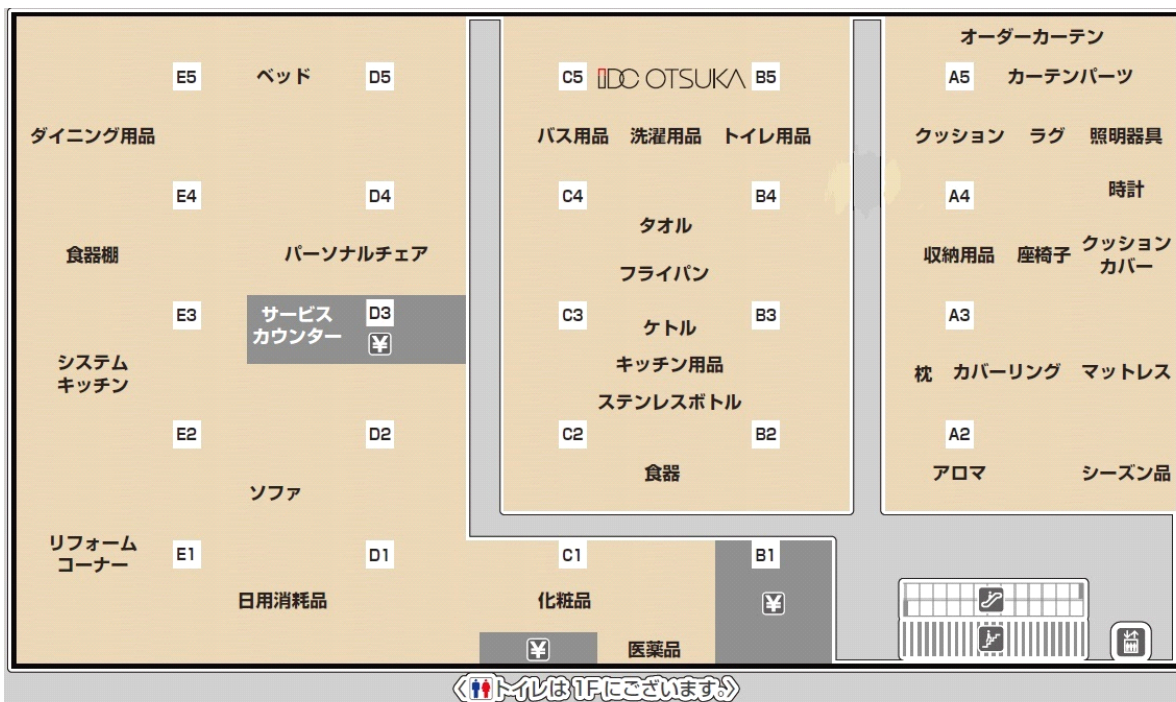 オーダーカーテン
E5 ベッド D5 C5 IDC OTSUKA B5 A5 カーテンパーツ
ダイニング用品 バス用品 洗濯用品 トイレ用品 クッション ラグ 照明器具
E4 D4 C4 B4 A4 時計
タオル
食器棚 パーソナルチェア 収納用品 座椅子 クッション
カバー
フライパン
E3 サービス
カウンター D3 ¥ C3 ケトル B3 A3
システム
キッチン キッチン用品 枕 カバーリング マットレス
ステンレスボトル
E2 D2 C2 B2 A2
食器 アロマ シーズン品
ソファ
リフォーム
コーナー E1 D1 C1 B1
日用消耗品 化粧品 ¥
¥ 医薬品
《トイレは1Fにございます。》